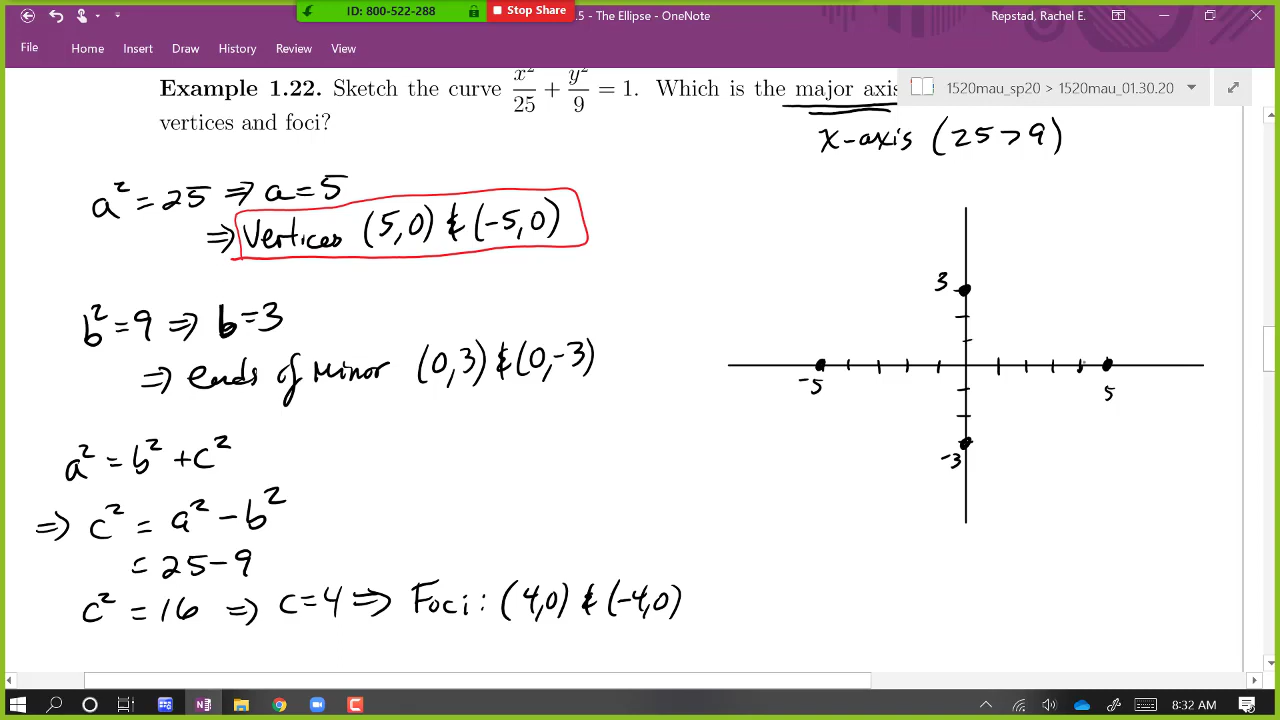 ID: 800-522-288
Stop Share
.5 - The Ellipse - OneNote
Repstad, Rachel E.
File Home Insert Draw History Review View
Example 1.22. Sketch the curve x²/25 + y²/9 = 1. Which is the major axis
1520mau_sp20 > 1520mau_01.30.20
vertices and foci?
x-axis (25>9)
a² = 25 ⇒ a = 5
⇒ Vertices (5,0) & (-5,0)
b² = 9 ⇒ b = 3
⇒ ends of minor (0,3) & (0,-3)
a² = b² + c²
⇒ c² = a² - b²
= 25 - 9
c² = 16 ⇒ c = 4 ⇒ Foci: (4,0) & (-4,0)
3
-5
5
-3
8:32 AM